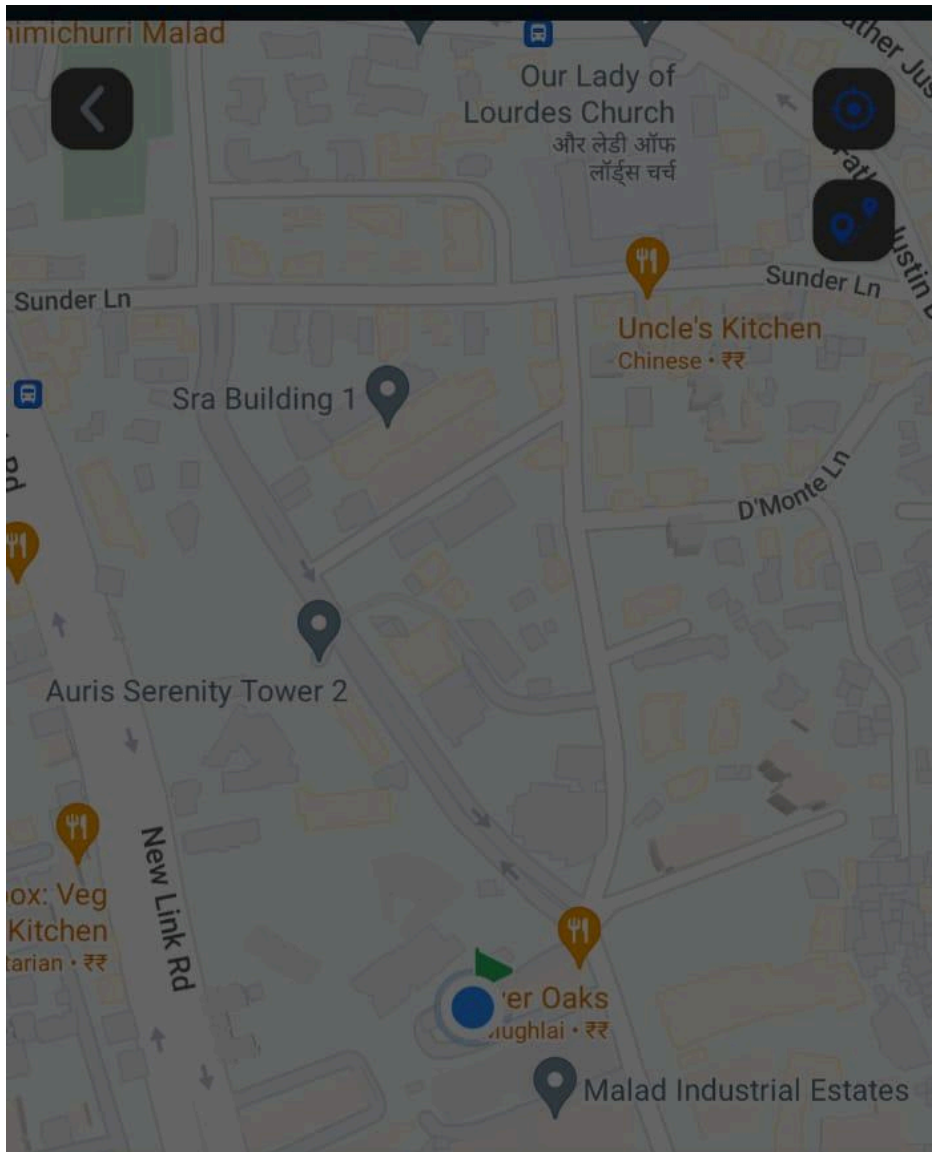 himichurri Malad
Our Lady of
Lourdes Church
और लेडी ऑफ
लॉर्ड्स चर्च
Sunder Ln
Sunder Ln
Uncle's Kitchen
Chinese • ₹₹
Sra Building 1
Rd
D'Monte Ln
Auris Serenity Tower 2
New Link Rd
ox: Veg
Kitchen
tarian • ₹₹
er Oaks
ughlai • ₹₹
Malad Industrial Estates